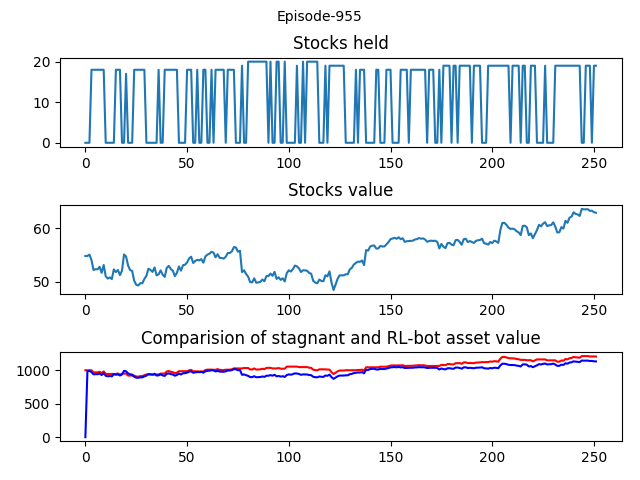 Episode-955
Stocks held
20
10
0
0 50 100 150 200 250
Stocks value
60
50
0 50 100 150 200 250
Comparision of stagnant and RL-bot asset value
1000
500
0
0 50 100 150 200 250